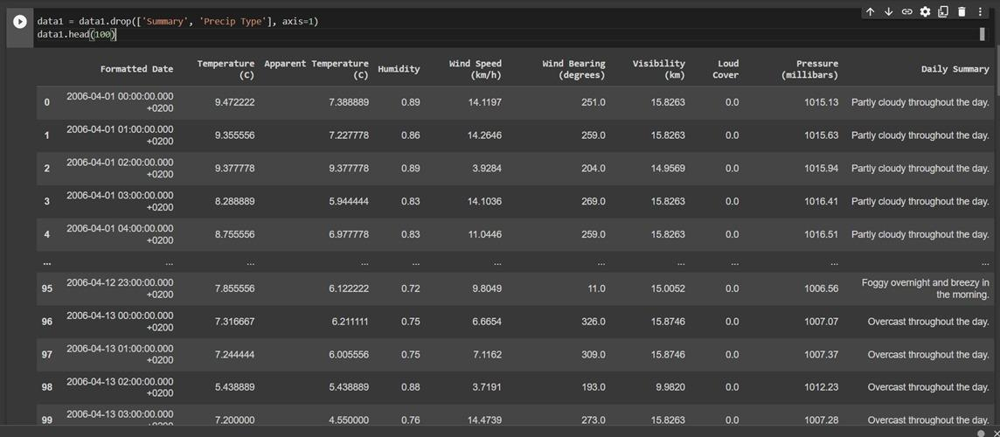 data1 = data1.drop(['Summary', 'Precip Type'], axis=1)
data1.head(100)
Formatted Date Temperature (C) Apparent Temperature (C) Humidity Wind Speed (km/h) Wind Bearing (degrees) Visibility (km) Loud Cover Pressure (millibars) Daily Summary
0 2006-04-01 00:00:00.000 +0200 9.472222 7.388889 0.89 14.1197 251.0 15.8263 0.0 1015.13 Partly cloudy throughout the day.
1 2006-04-01 01:00:00.000 +0200 9.355556 7.227778 0.86 14.2646 259.0 15.8263 0.0 1015.63 Partly cloudy throughout the day.
2 2006-04-01 02:00:00.000 +0200 9.377778 9.377778 0.89 3.9284 204.0 14.9569 0.0 1015.94 Partly cloudy throughout the day.
3 2006-04-01 03:00:00.000 +0200 8.288889 5.944444 0.83 14.1036 269.0 15.8263 0.0 1016.41 Partly cloudy throughout the day.
4 2006-04-01 04:00:00.000 +0200 8.755556 6.977778 0.83 11.0446 259.0 15.8263 0.0 1016.51 Partly cloudy throughout the day.
... ... ... ... ... ... ... ... ... ... ...
95 2006-04-12 23:00:00.000 +0200 7.855556 6.122222 0.72 9.8049 11.0 15.0052 0.0 1006.56 Foggy overnight and breezy in the morning.
96 2006-04-13 00:00:00.000 +0200 7.316667 6.211111 0.75 6.6654 326.0 15.8746 0.0 1007.07 Overcast throughout the day.
97 2006-04-13 01:00:00.000 +0200 7.244444 6.005556 0.75 7.1162 309.0 15.8746 0.0 1007.37 Overcast throughout the day.
98 2006-04-13 02:00:00.000 +0200 5.438889 5.438889 0.88 3.7191 193.0 9.9820 0.0 1012.23 Overcast throughout the day.
99 2006-04-13 03:00:00.000 +0200 7.200000 4.550000 0.76 14.4739 273.0 15.8263 0.0 1007.28 Overcast throughout the day.